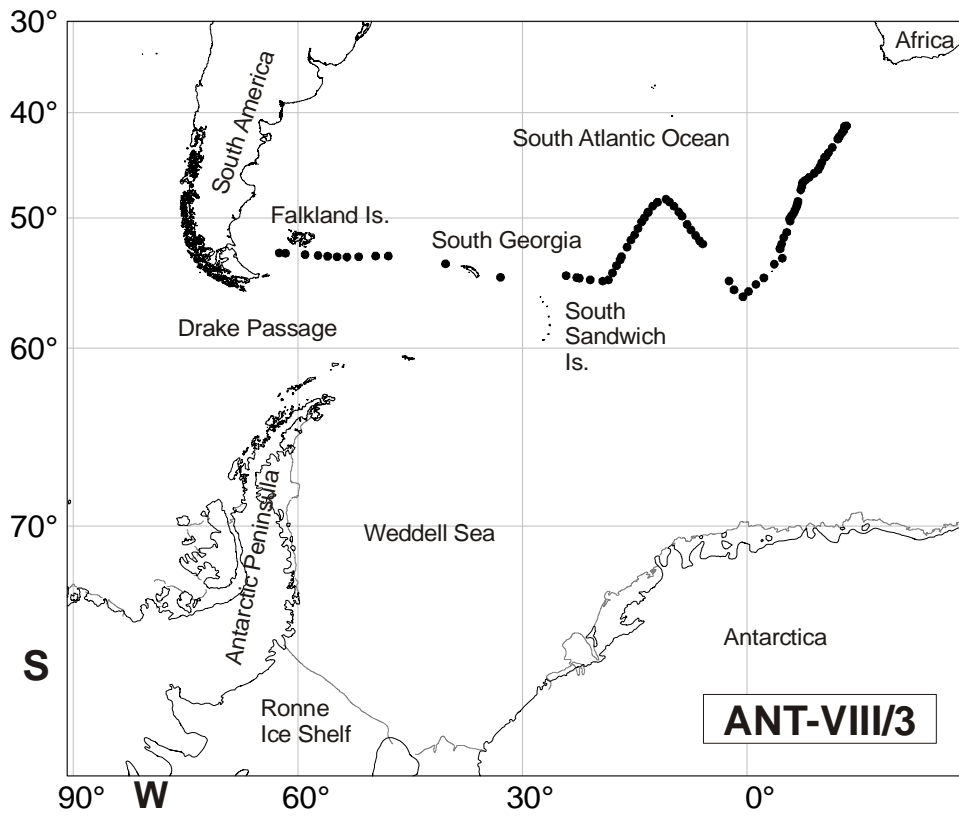 30°
Africa
South America
40°
South Atlantic Ocean
50°
Falkland Is.
South Georgia
South
Sandwich
Is.
Drake Passage
60°
70°
Weddell Sea
Antarctic Peninsula
Antarctica
S
Ronne
Ice Shelf
ANT-VIII/3
90°
W
60°
30°
0°